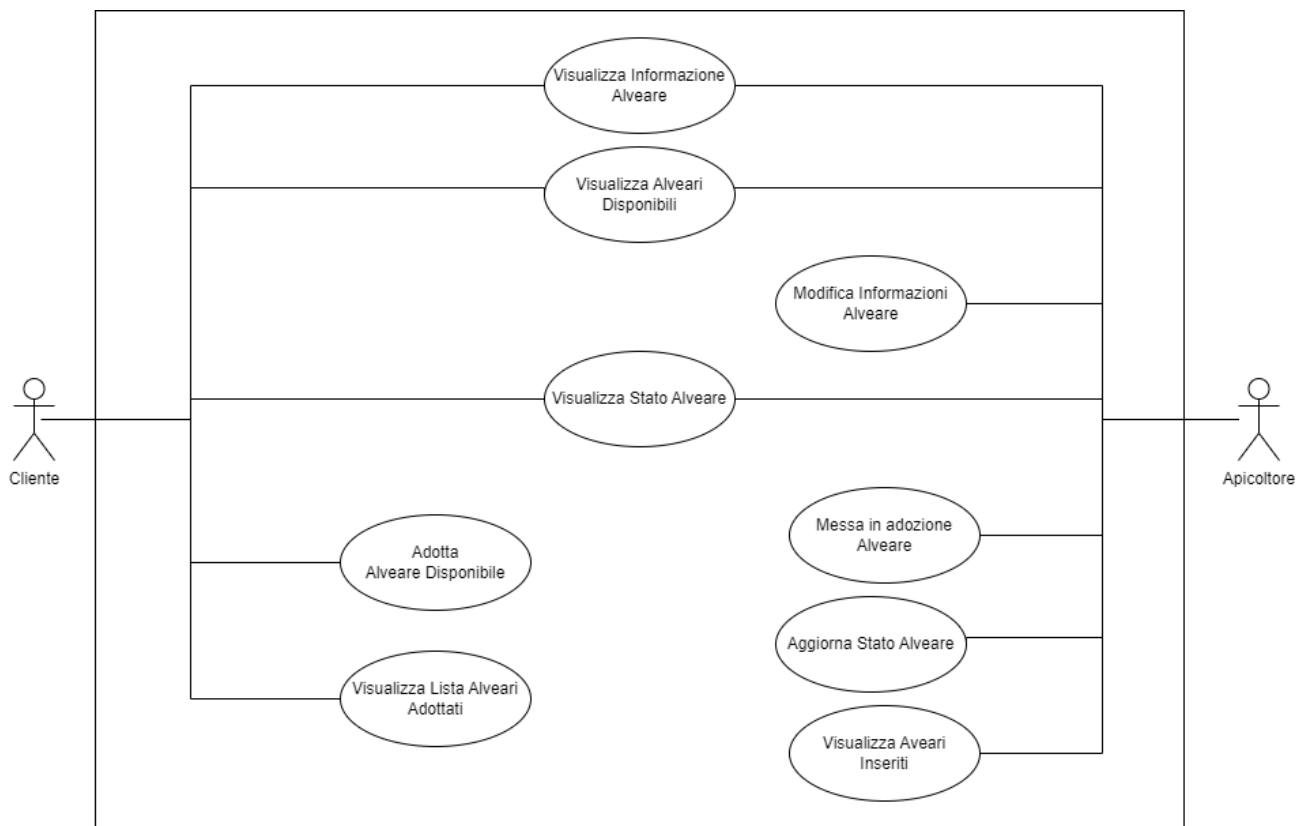 Visualizza Informazione
Alveare
Visualizza Alveari
Disponibili
Modifica Informazioni
Alveare
Visualizza Stato Alveare
Cliente
Apicoltore
Messa in adozione
Alveare
Adotta
Alveare Disponibile
Aggiorna Stato Alveare
Visualizza Lista Alveari
Adottati
Visualizza Aveari
Inseriti